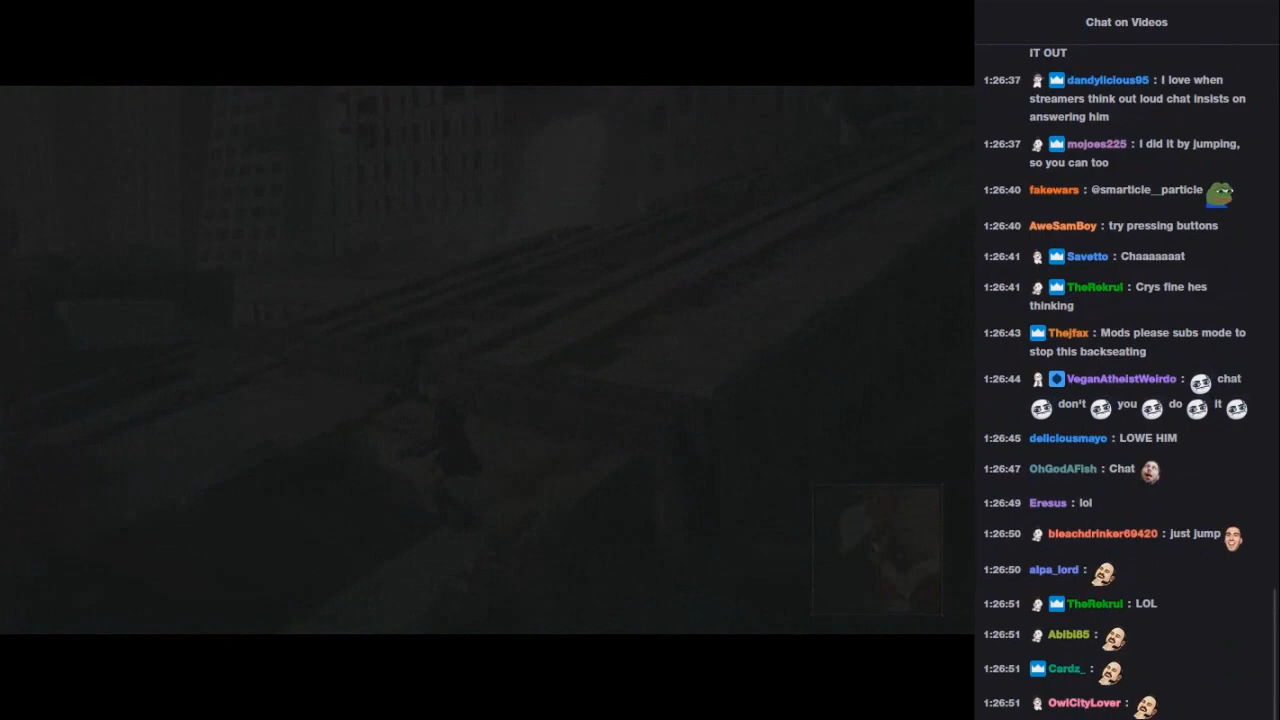 Chat on Videos
IT OUT
1:26:37 dandylicious95 : I love when
streamers think out loud chat insists on
answering him
1:26:37 mojoes225 : I did it by jumping,
so you can too
1:26:40 fakewars : @smarticle__particle
1:26:40 AweSamBoy : try pressing buttons
1:26:41 Savetto : Chaaaaaaat
1:26:41 TheRekrul : Crys fine hes
thinking
1:26:43 Thejfax : Mods please subs mode to
stop this backseating
1:26:44 VeganAtheistWeirdo : chat
don't you do it
1:26:45 deliciousmayo : LOWE HIM
1:26:47 OhGodAFish : Chat
1:26:49 Eresus : lol
1:26:50 bleachdrinker69420 : just jump
1:26:50 alpa_lord :
1:26:51 TheRekrul : LOL
1:26:51 Abibi85 :
1:26:51 Cardz_ :
1:26:51 OwlCityLover :